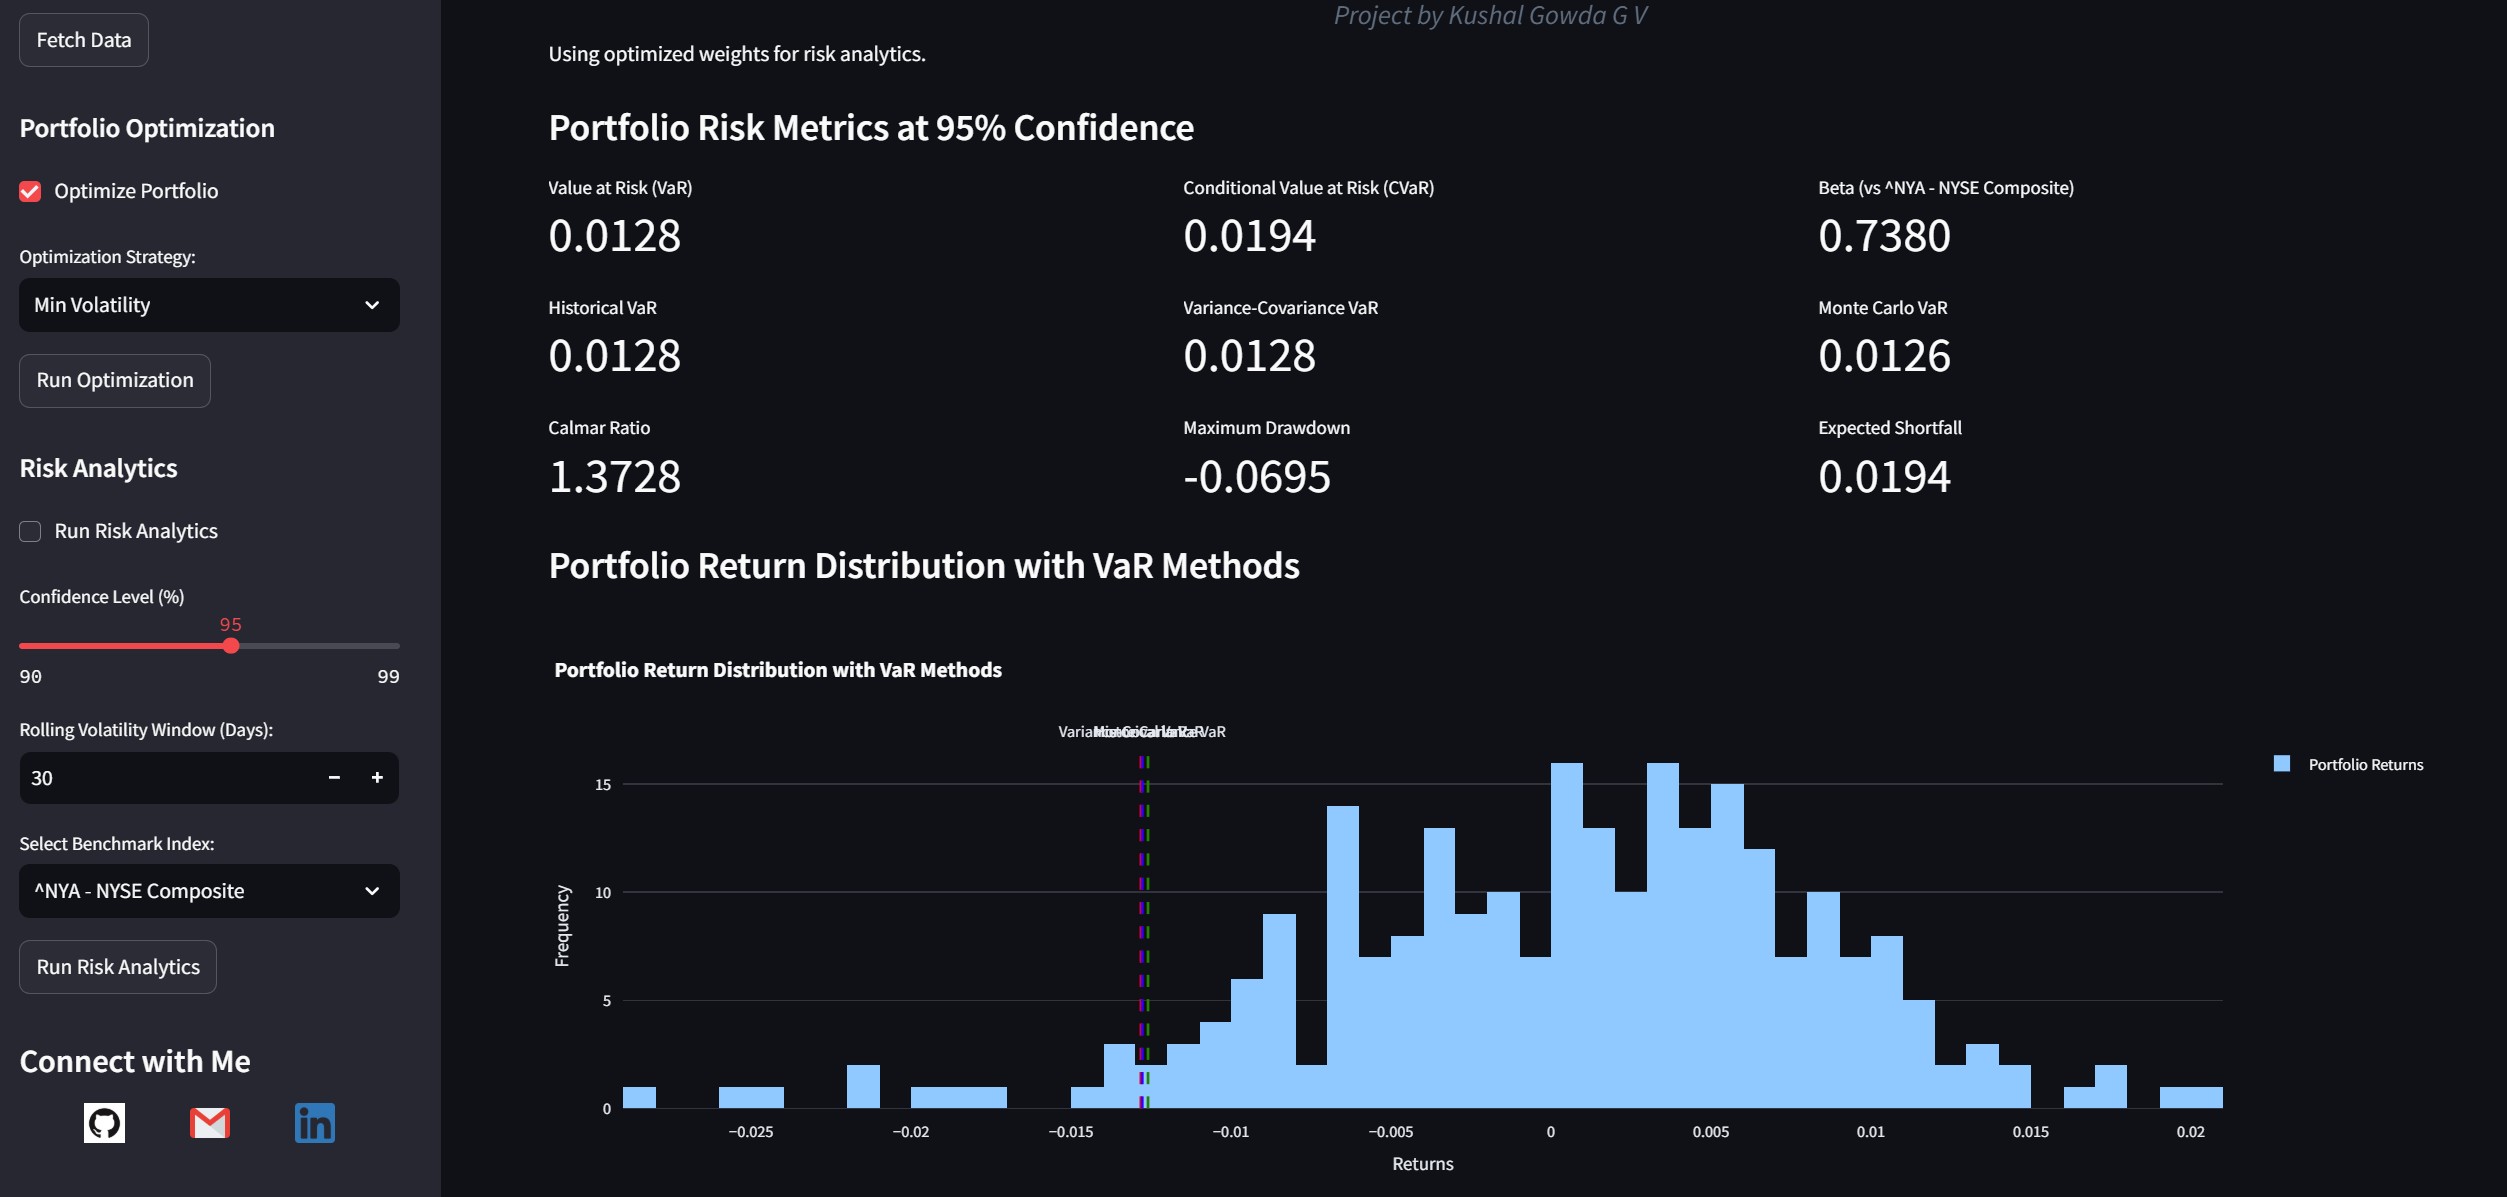 Fetch Data
Portfolio Optimization
Optimize Portfolio
Optimization Strategy:
Min Volatility
Run Optimization
Risk Analytics
Run Risk Analytics
Confidence Level (%)
95
90 99
Rolling Volatility Window (Days):
30 − +
Select Benchmark Index:
^NYA - NYSE Composite
Run Risk Analytics
Connect with Me
in
Project by Kushal Gowda G V
Using optimized weights for risk analytics.
Portfolio Risk Metrics at 95% Confidence
Value at Risk (VaR) Conditional Value at Risk (CVaR) Beta (vs ^NYA - NYSE Composite)
0.0128 0.0194 0.7380
Historical VaR Variance-Covariance VaR Monte Carlo VaR
0.0128 0.0128 0.0126
Calmar Ratio Maximum Drawdown Expected Shortfall
1.3728 -0.0695 0.0194
Portfolio Return Distribution with VaR Methods
Portfolio Return Distribution with VaR Methods
Portfolio Returns
15
10
5
0
Frequency
−0.025 −0.02 −0.015 −0.01 −0.005 0 0.005 0.01 0.015 0.02
Returns